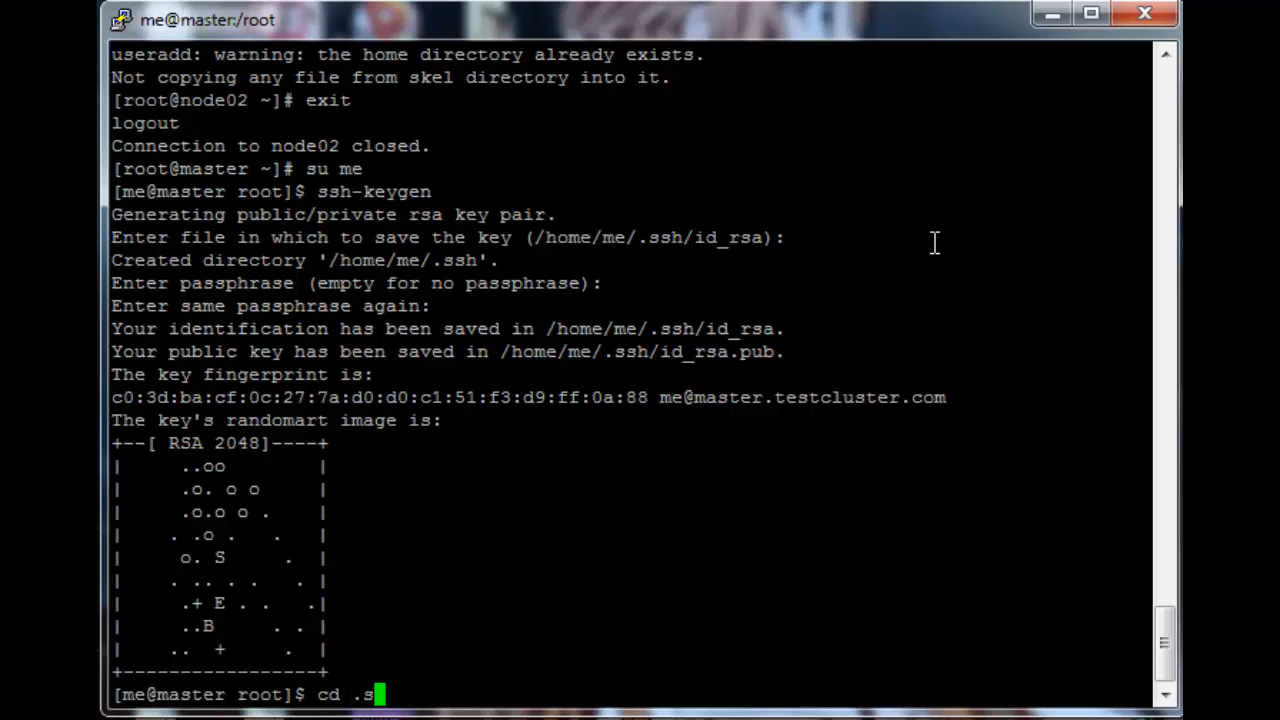 me@master:/root
useradd: warning: the home directory already exists.
Not copying any file from skel directory into it.
[root@node02 ~]# exit
logout
Connection to node02 closed.
[root@master ~]# su me
[me@master root]$ ssh-keygen
Generating public/private rsa key pair.
Enter file in which to save the key (/home/me/.ssh/id_rsa):
Created directory '/home/me/.ssh'.
Enter passphrase (empty for no passphrase):
Enter same passphrase again:
Your identification has been saved in /home/me/.ssh/id_rsa.
Your public key has been saved in /home/me/.ssh/id_rsa.pub.
The key fingerprint is:
c0:3d:ba:cf:0c:27:7a:d0:d0:c1:51:f3:d9:ff:0a:88 me@master.testcluster.com
The key's randomart image is:
+--[ RSA 2048]----+
|      ..oo       |
|      .o. o o    |
|      .o.o o .   |
|     . .o .   .  |
|      o. S     . |
|     . .. . .   .|
|      .+ E . .  .|
|      ..B     . .|
|     ..  +     . |
+-----------------+
[me@master root]$ cd .s